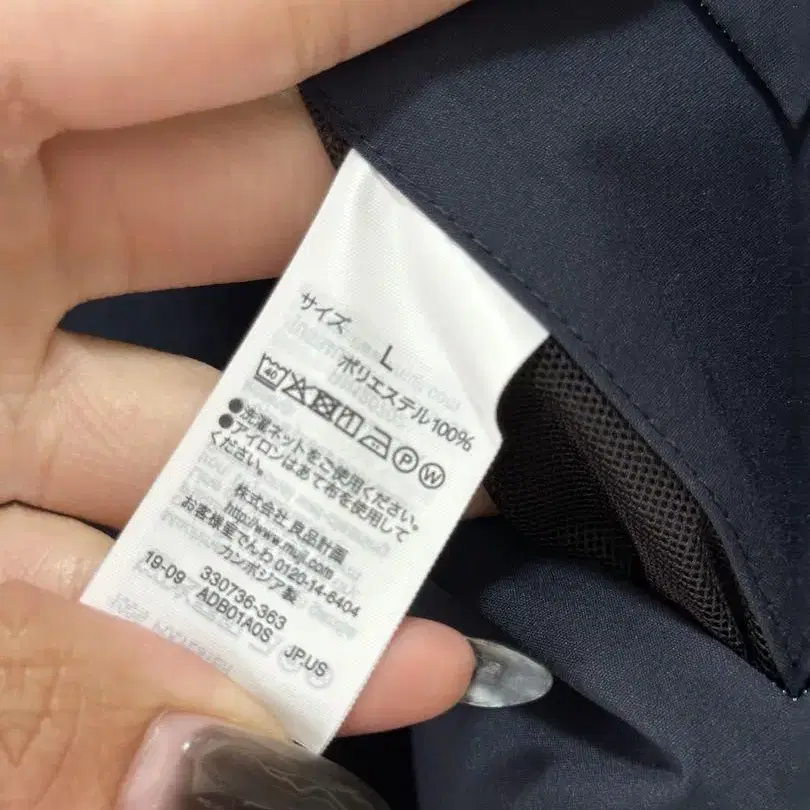 サイズ
L
ポリエステル100%
40
P W
●洗濯ネットをご使用ください。
●アイロンはあて布を使用して
ください。
株式会社 良品計画
http://www.muji.com
お客様室でんわ 0120-14-6404
カンボジア製
19-09 330736-363
ADB01A0S JP.US